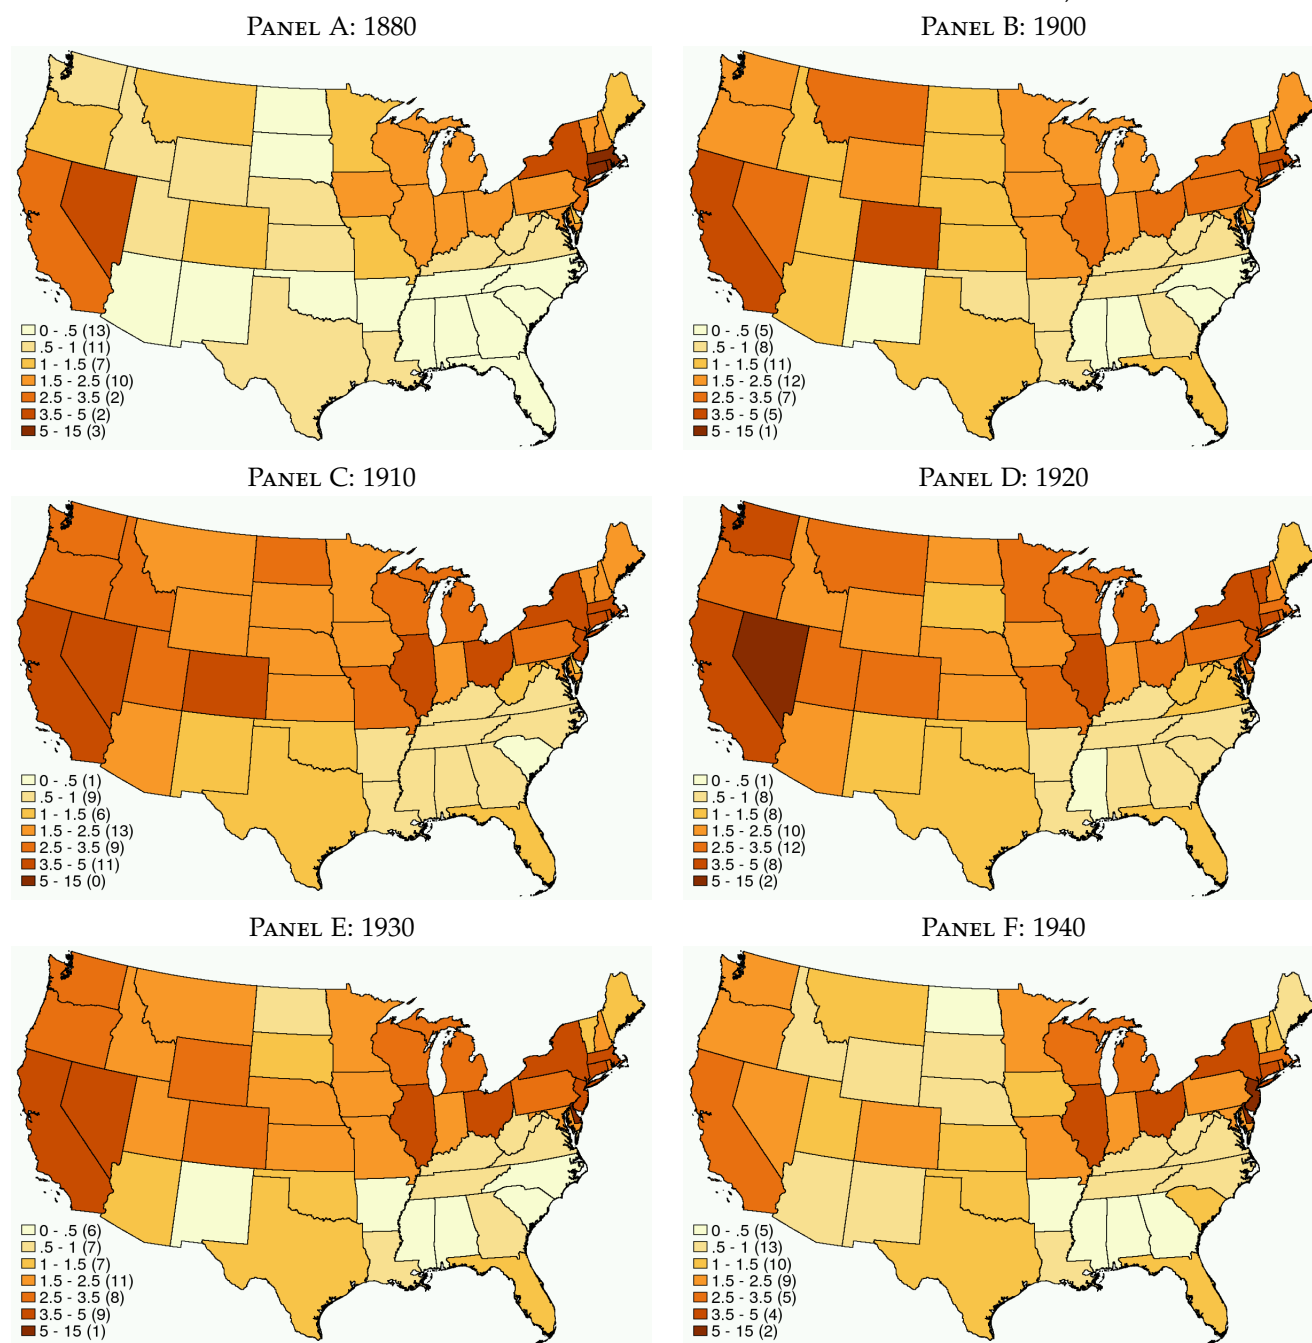 PANEL A: 1880
PANEL B: 1900
0 - .5 (13)
.5 - 1 (11)
1 - 1.5 (7)
1.5 - 2.5 (10)
2.5 - 3.5 (2)
3.5 - 5 (2)
5 - 15 (3)
0 - .5 (5)
.5 - 1 (8)
1 - 1.5 (11)
1.5 - 2.5 (12)
2.5 - 3.5 (7)
3.5 - 5 (5)
5 - 15 (1)
PANEL C: 1910
PANEL D: 1920
0 - .5 (1)
.5 - 1 (9)
1 - 1.5 (6)
1.5 - 2.5 (13)
2.5 - 3.5 (9)
3.5 - 5 (11)
5 - 15 (0)
0 - .5 (1)
.5 - 1 (8)
1 - 1.5 (8)
1.5 - 2.5 (10)
2.5 - 3.5 (12)
3.5 - 5 (8)
5 - 15 (2)
PANEL E: 1930
PANEL F: 1940
0 - .5 (6)
.5 - 1 (7)
1 - 1.5 (7)
1.5 - 2.5 (11)
2.5 - 3.5 (8)
3.5 - 5 (9)
5 - 15 (1)
0 - .5 (5)
.5 - 1 (13)
1 - 1.5 (10)
1.5 - 2.5 (9)
2.5 - 3.5 (5)
3.5 - 5 (4)
5 - 15 (2)